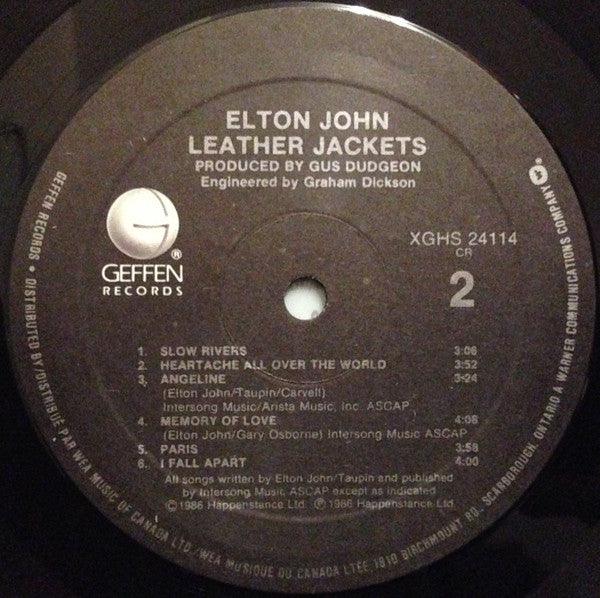 ELTON JOHN
LEATHER JACKETS
PRODUCED BY GUS DUDGEON
Engineered by Graham Dickson
XGHS 24114
CR
2
G
®
GEFFEN
RECORDS
1. SLOW RIVERS 3:06
2. HEARTACHE ALL OVER THE WORLD 3:52
3. ANGELINE 3:24
(Elton John/Taupin/Carvell)
Intersong Music/Arista Music, Inc. ASCAP
4. MEMORY OF LOVE 4:08
(Elton John/Gary Osborne) Intersong Music ASCAP
5. PARIS 3:58
6. I FALL APART 4:00
All songs written by Elton John/Taupin and published
by Intersong Music, ASCAP except as indicated
©1986 Happenstance Ltd. ℗1986 Happenstance Ltd.
GEFFEN RECORDS • DISTRIBUTED BY/DISTRIBUÉ PAR WEA MUSIC OF CANADA LTD./WEA MUSIQUE DU CANADA LTÉE, 1810 BIRCHMOUNT RD., SCARBOROUGH, ONTARIO A WARNER COMMUNICATIONS COMPANY